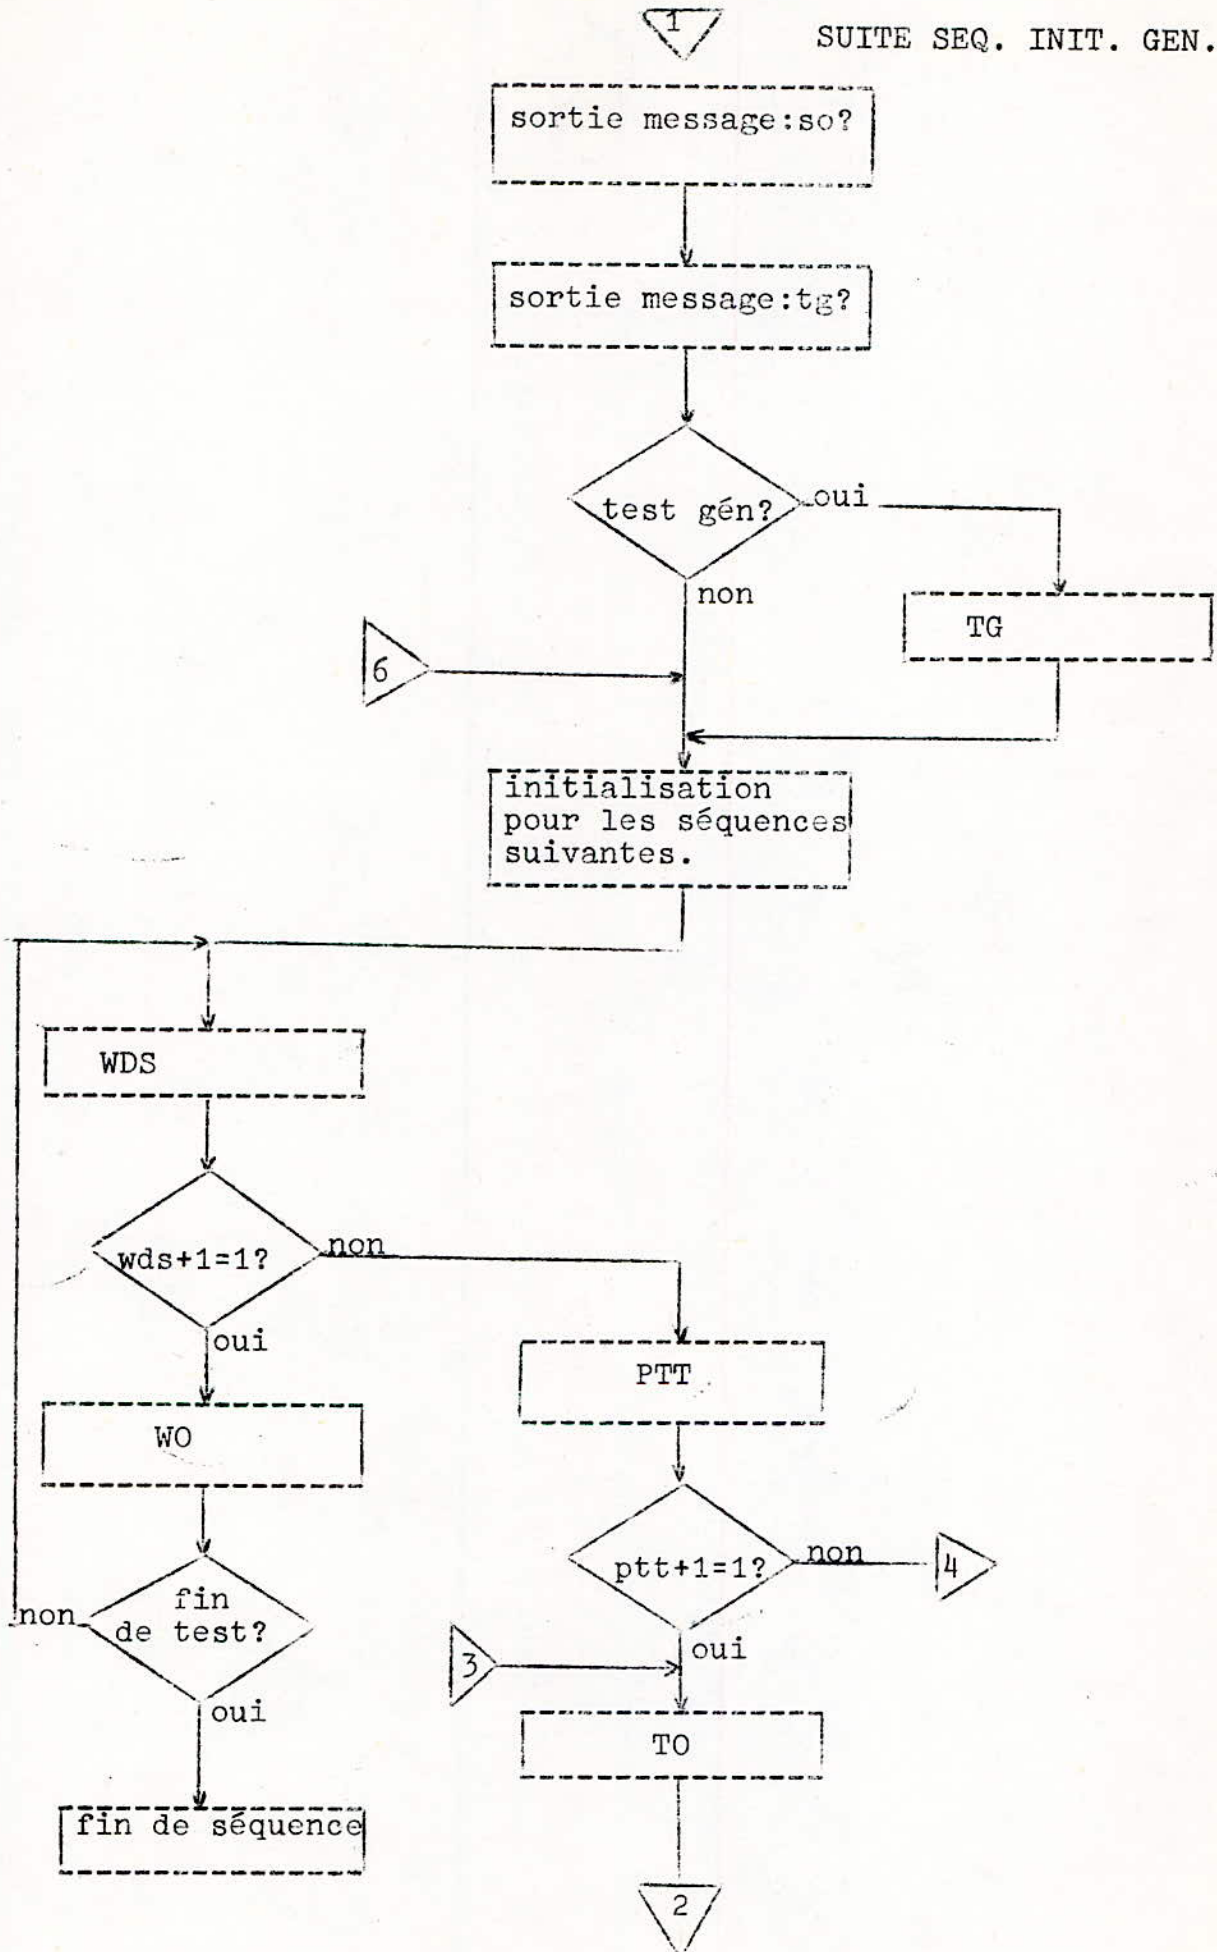 1
SUITE SEQ. INIT. GEN.
sortie message:so?
sortie message:tg?
test gén?
oui
non
TG
6
initialisation
pour les séquences
suivantes.
WDS
wds+1=1?
non
oui
PTT
WO
ptt+1=1?
non
4
fin
de test?
non
oui
3
oui
TO
fin de séquence
2